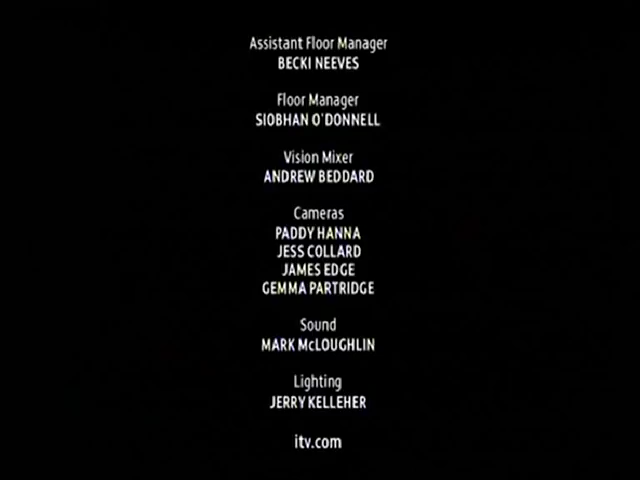 Assistant Floor Manager
BECKI NEEVES
Floor Manager
SIOBHAN O'DONNELL
Vision Mixer
ANDREW BEDDARD
Cameras
PADDY HANNA
JESS COLLARD
JAMES EDGE
GEMMA PARTRIDGE
Sound
MARK McLOUGHLIN
Lighting
JERRY KELLEHER
itv.com